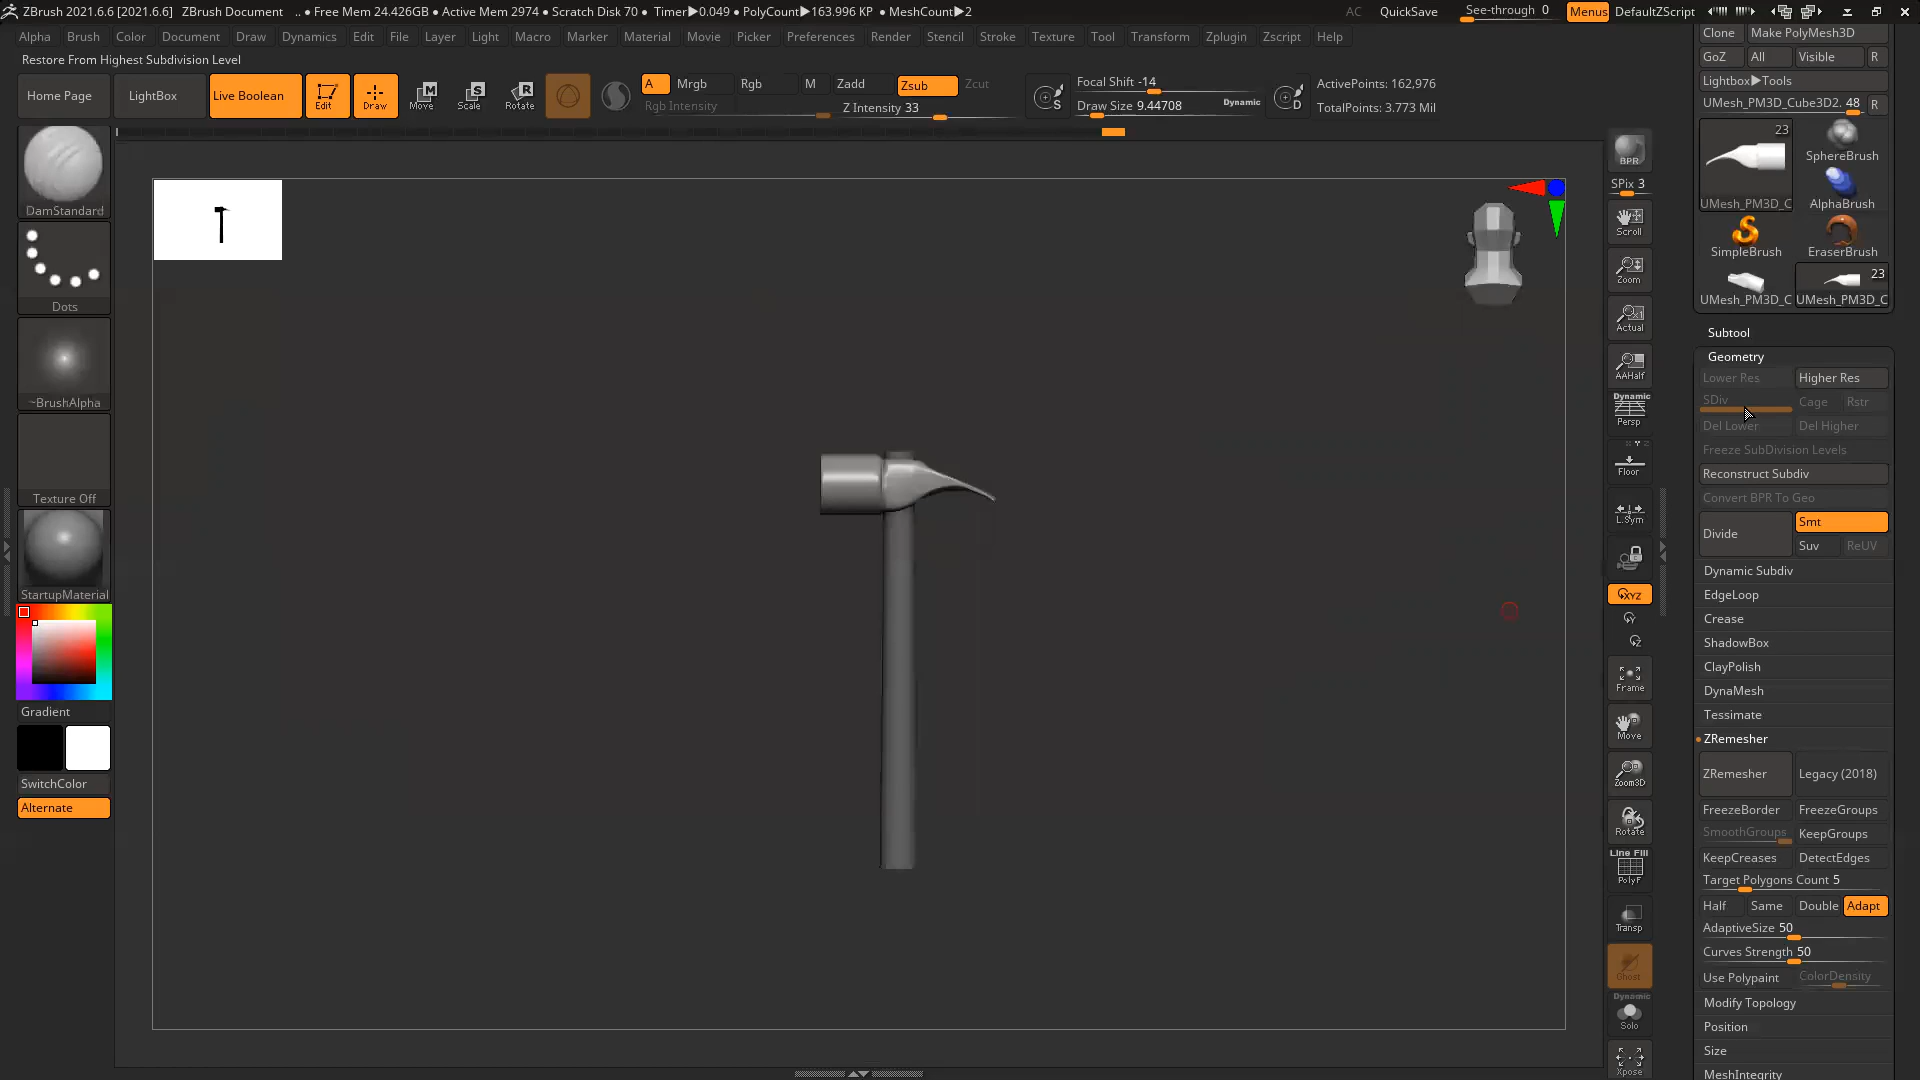 ZBrush 2021.6.6 [2021.6.6] ZBrush Document .. • Free Mem 24.426GB • Active Mem 2974 • Scratch Disk 70 • Timer▶0.049 • PolyCount▶163.996 KP • MeshCount▶2 AC QuickSave See-through 0 Menus DefaultZScript
Alpha Brush Color Document Draw Dynamics Edit File Layer Light Macro Marker Material Movie Picker Preferences Render Stencil Stroke Texture Tool Transform Zplugin Zscript Help
Restore From Highest Subdivision Level
Home Page LightBox Live Boolean Edit Draw Move Scale Rotate
A Mrgb Rgb M Zadd Zsub Zcut
Rgb Intensity Z Intensity 33
Focal Shift -14
Draw Size 9.44708 Dynamic
S D
ActivePoints: 162,976
TotalPoints: 3.773 Mil
DamStandard
Dots
~BrushAlpha
Texture Off
StartupMaterial
Gradient
SwitchColor
Alternate
BPR
SPix 3
Scroll
Zoom
Actual
AAHalf
Dynamic
Persp
Floor
L.Sym
XYZ
Y
Z
Frame
Move
Zoom3D
Rotate
Line Fill
PolyF
Transp
Ghost
Dynamic
Solo
Xpose
Clone Make PolyMesh3D
GoZ All Visible R
Lightbox▶Tools
UMesh_PM3D_Cube3D2. 48 R
23
UMesh_PM3D_C SphereBrush
AlphaBrush
SimpleBrush EraserBrush
23
UMesh_PM3D_C UMesh_PM3D_C
Subtool
Geometry
Lower Res Higher Res
SDiv Cage Rstr
Del Lower Del Higher
Freeze SubDivision Levels
Reconstruct Subdiv
Convert BPR To Geo
Divide Smt
Suv ReUV
Dynamic Subdiv
EdgeLoop
Crease
ShadowBox
ClayPolish
DynaMesh
Tessimate
ZRemesher
ZRemesher Legacy (2018)
FreezeBorder FreezeGroups
SmoothGroups KeepGroups
KeepCreases DetectEdges
Target Polygons Count 5
Half Same Double Adapt
AdaptiveSize 50
Curves Strength 50
Use Polypaint ColorDensity
Modify Topology
Position
Size
MeshIntegrity